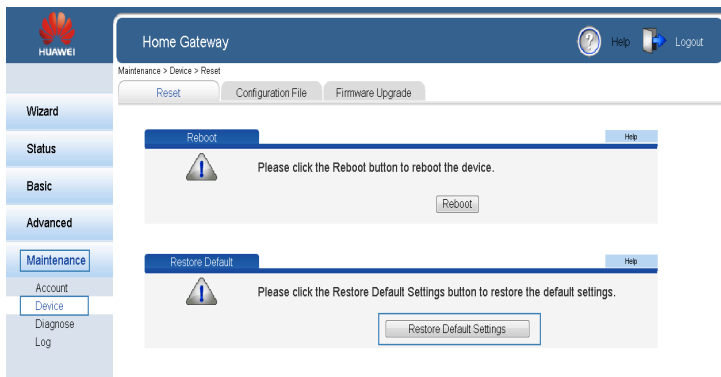 HUAWEI
Home Gateway
Help
Logout
Maintenance > Device > Reset
Reset
Configuration File
Firmware Upgrade
Wizard
Status
Basic
Advanced
Maintenance
Account
Device
Diagnose
Log
Reboot
Help
Please click the Reboot button to reboot the device.
Reboot
Restore Default
Help
Please click the Restore Default Settings button to restore the default settings.
Restore Default Settings